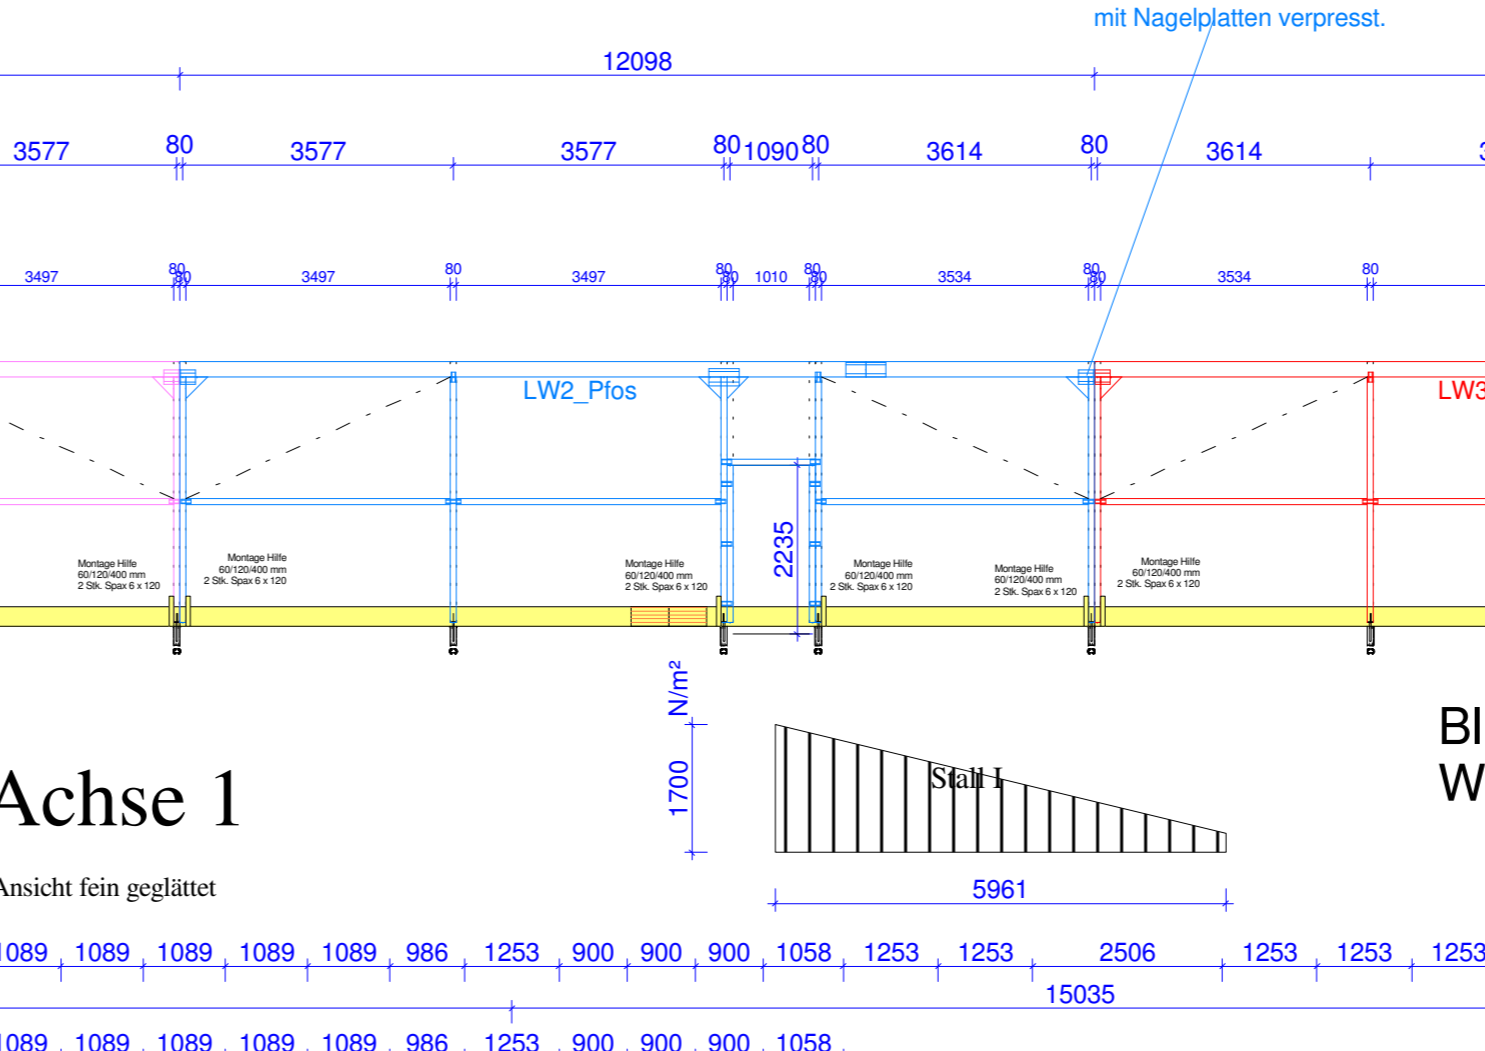 mit Nagelplatten verpresst.
12098
3577 80 3577 3577 80 1090 80 3614 80 3614
3497 80 80 3497 80 3497 80 80 1010 80 80 3534 80 80 3534 80
LW2_Pfos
LW3
2235
Montage Hilfe
60/120/400 mm
2 Stk. Spax 6 x 120
Montage Hilfe
60/120/400 mm
2 Stk. Spax 6 x 120
Montage Hilfe
60/120/400 mm
2 Stk. Spax 6 x 120
Montage Hilfe
60/120/400 mm
2 Stk. Spax 6 x 120
Montage Hilfe
60/120/400 mm
2 Stk. Spax 6 x 120
Montage Hilfe
60/120/400 mm
2 Stk. Spax 6 x 120
1700 N/m²
Stall I
5961
Achse 1
Ansicht fein geglättet
1089 1089 1089 1089 1089 986 1253 900 900 900 1058 1253 1253 2506 1253 1253 1253
15035
1089 1089 1089 1089 1089 986 1253 900 900 900 1058